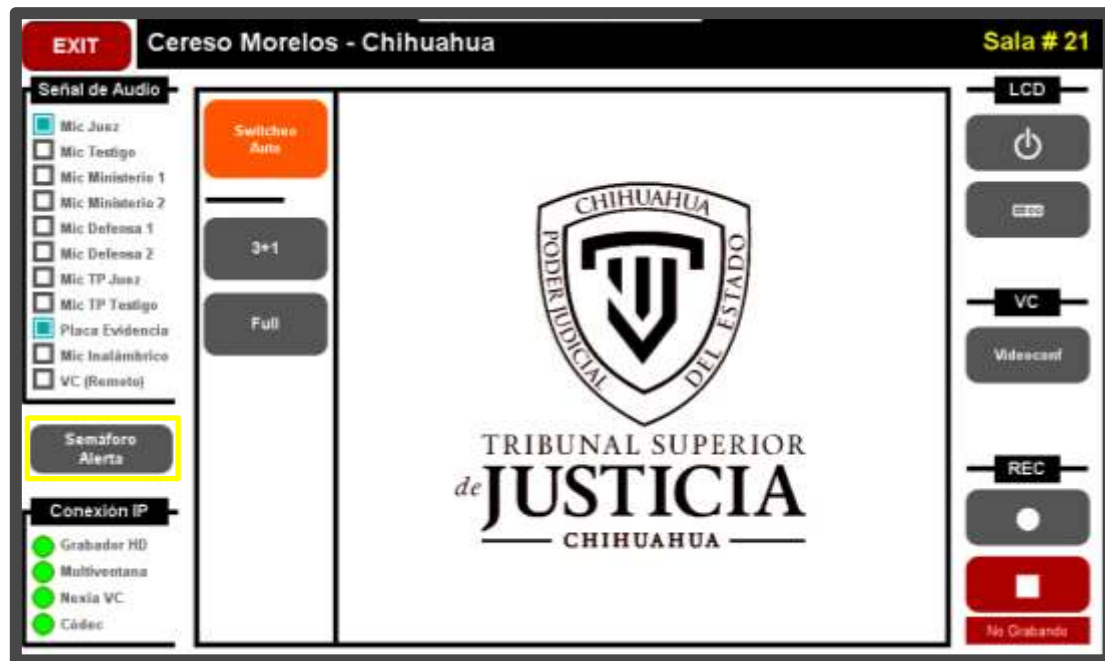 EXIT
Cereso Morelos - Chihuahua
Sala # 21
Señal de Audio
Mic Juez
Mic Testigo
Mic Ministerio 1
Mic Ministerio 2
Mic Defensa 1
Mic Defensa 2
Mic TP Juez
Mic TP Testigo
Placa Evidencia
Mic Inalámbrico
VC (Remoto)
Semáforo
Alerta
Conexión IP
Grabador HD
Multiventana
Nexia VC
Códec
Switcheo
Auto
3+1
Full
CHIHUAHUA
PODER JUDICIAL
DEL ESTADO
TRIBUNAL SUPERIOR
de JUSTICIA
CHIHUAHUA
LCD
VC
Videoconf
REC
No Grabando